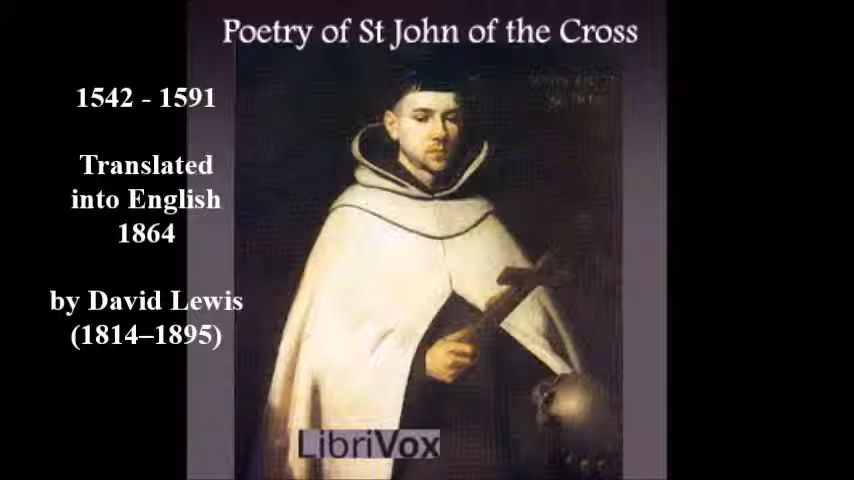 Poetry of St John of the Cross
1542 - 1591
Translated
into English
1864
by David Lewis
(1814–1895)
LibriVox